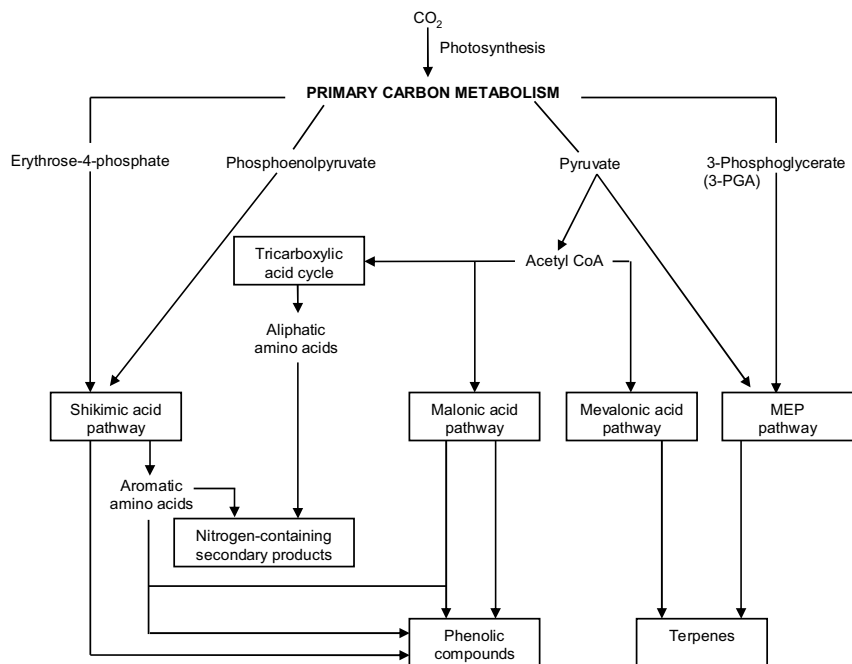 CO2
Photosynthesis
PRIMARY CARBON METABOLISM
Erythrose-4-phosphate
Phosphoenolpyruvate
Pyruvate
3-Phosphoglycerate
(3-PGA)
Tricarboxylic
acid cycle
Acetyl CoA
Aliphatic
amino acids
Shikimic acid
pathway
Malonic acid
pathway
Mevalonic acid
pathway
MEP
pathway
Aromatic
amino acids
Nitrogen-containing
secondary products
Phenolic
compounds
Terpenes